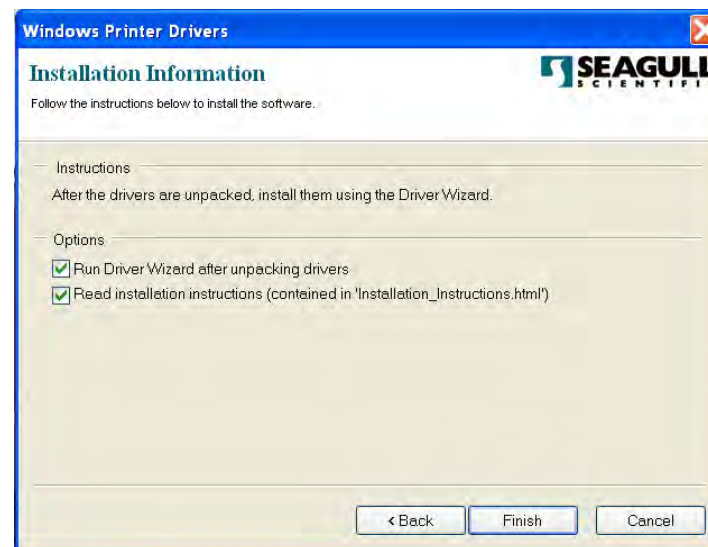 Windows Printer Drivers
Installation Information
SEAGULL
SCIENTIFI
Follow the instructions below to install the software.
Instructions
After the drivers are unpacked, install them using the Driver Wizard.
Options
Run Driver Wizard after unpacking drivers
Read installation instructions (contained in 'Installation_Instructions.html')
< Back
Finish
Cancel